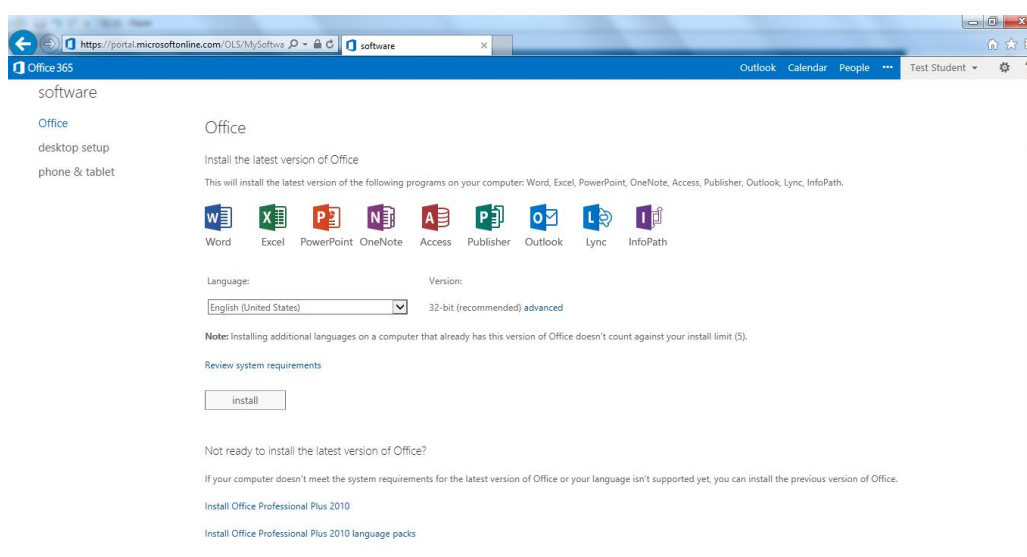 https://portal.microsoftonline.com/OLS/MySoftwa
software
Office 365
Outlook Calendar People ••• Test Student
software
Office
desktop setup
phone & tablet
Office
Install the latest version of Office
This will install the latest version of the following programs on your computer: Word, Excel, PowerPoint, OneNote, Access, Publisher, Outlook, Lync, InfoPath.
Word Excel PowerPoint OneNote Access Publisher Outlook Lync InfoPath
Language: Version:
English (United States) 32-bit (recommended) advanced
Note: Installing additional languages on a computer that already has this version of Office doesn't count against your install limit (5).
Review system requirements
install
Not ready to install the latest version of Office?
If your computer doesn't meet the system requirements for the latest version of Office or your language isn't supported yet, you can install the previous version of Office.
Install Office Professional Plus 2010
Install Office Professional Plus 2010 language packs